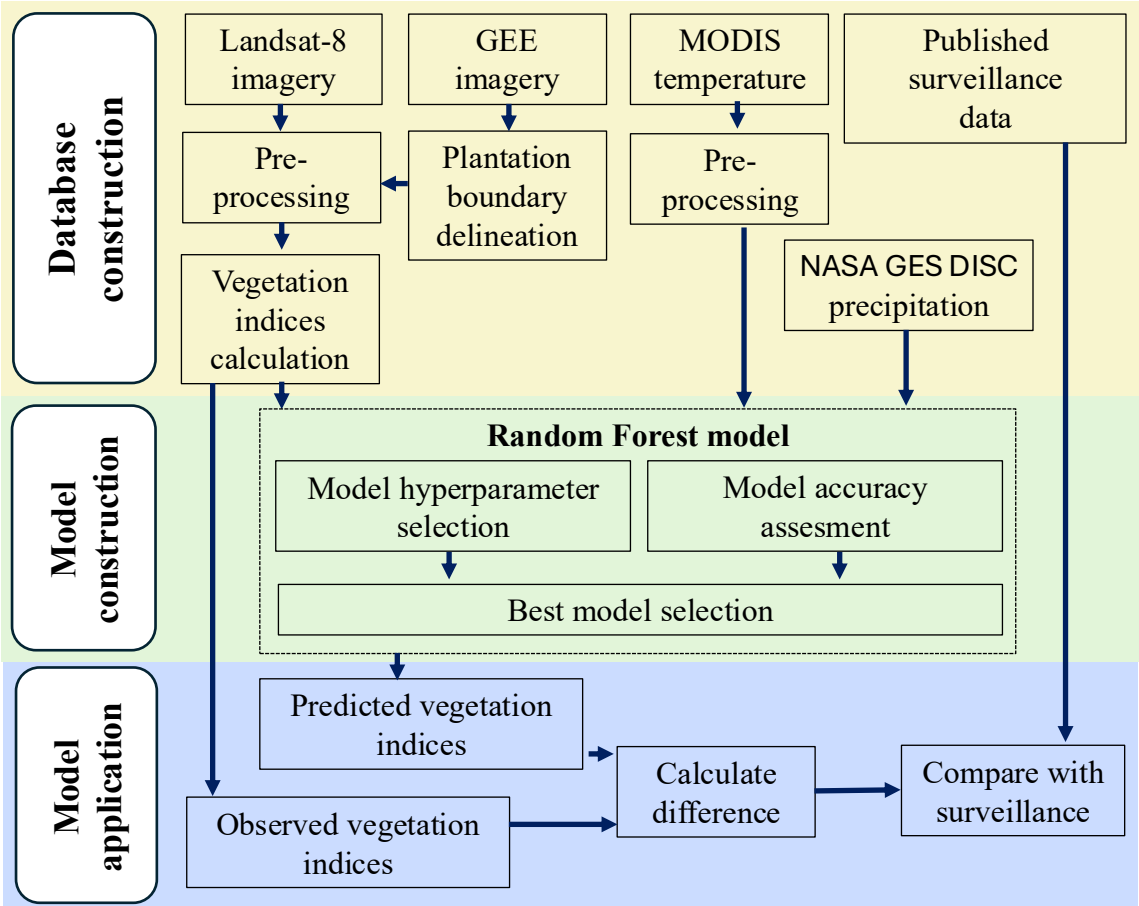 Database
construction
Landsat-8
imagery
GEE
imagery
MODIS
temperature
Published
surveillance
data
Pre-
processing
Plantation
boundary
delineation
Pre-
processing
NASA GES DISC
precipitation
Vegetation
indices
calculation
Model
construction
Random Forest model
Model hyperparameter
selection
Model accuracy
assesment
Best model selection
Model
application
Predicted vegetation
indices
Calculate
difference
Compare with
surveillance
Observed vegetation
indices